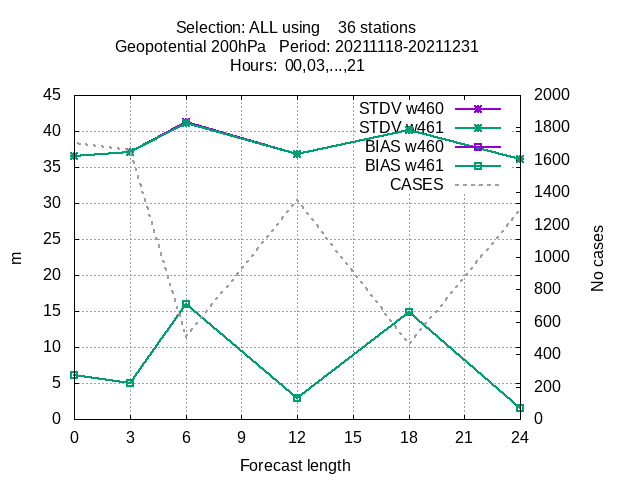 Selection: ALL using    36 stations
Geopotential 200hPa   Period: 20211118-20211231
Hours:  00,03,...,21
45 2000
40 1800
35 1600
30 1400
25 1200
20 1000
15 800
10 600
5 400
0 200
0
STDV w460
STDV w461
BIAS w460
BIAS w461
CASES
m
No cases
0 3 6 9 12 15 18 21 24
Forecast length